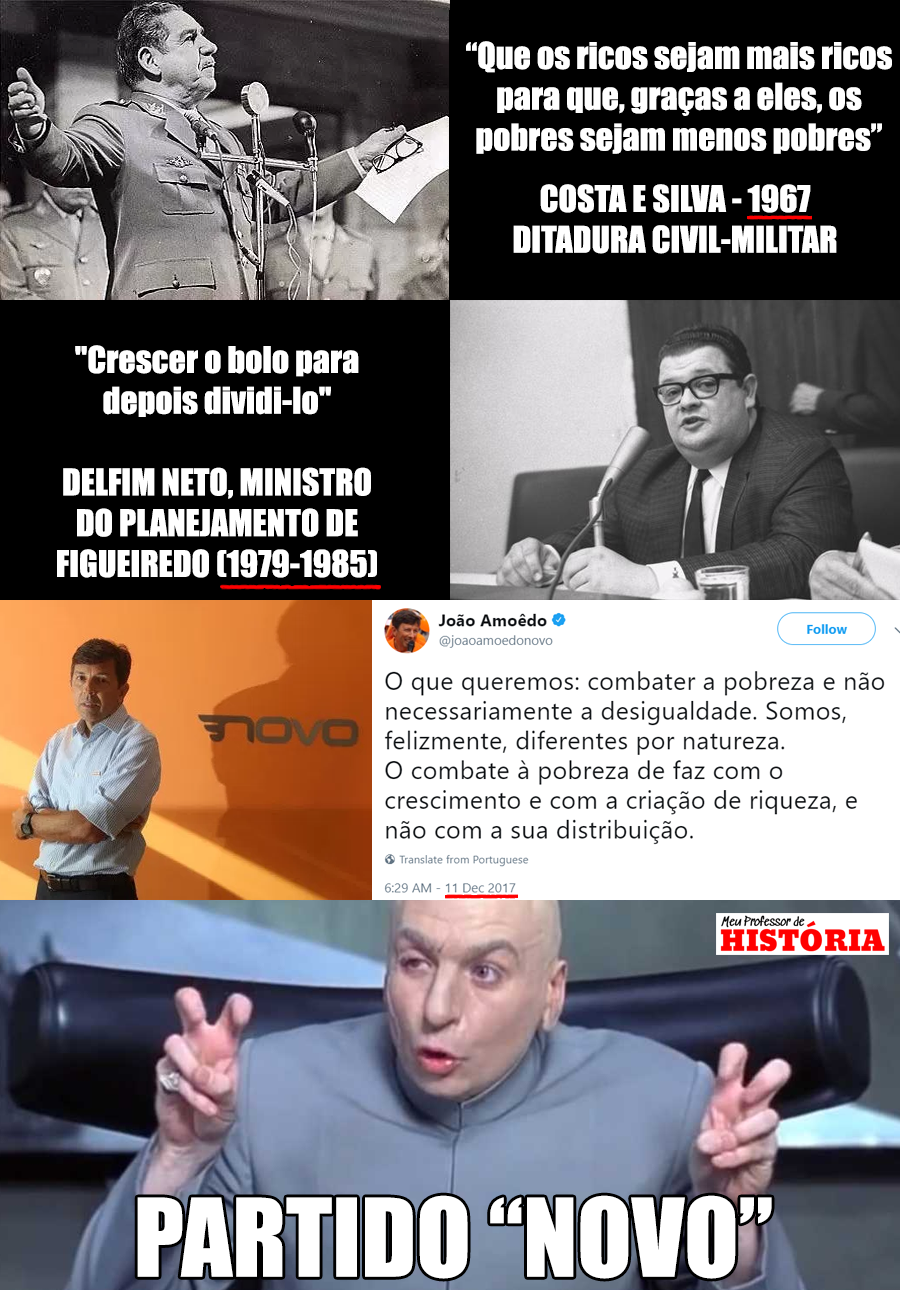 “Que os ricos sejam mais ricos
para que, graças a eles, os
pobres sejam menos pobres”
COSTA E SILVA - 1967
DITADURA CIVIL-MILITAR
"Crescer o bolo para
depois dividi-lo"
DELFIM NETO, MINISTRO
DO PLANEJAMENTO DE
FIGUEIREDO (1979-1985)
NOVO
João Amoêdo
@joaoamoedonovo
Follow
O que queremos: combater a pobreza e não
necessariamente a desigualdade. Somos,
felizmente, diferentes por natureza.
O combate à pobreza de faz com o
crescimento e com a criação de riqueza, e
não com a sua distribuição.
Translate from Portuguese
6:29 AM - 11 Dec 2017
Meu Professor de
HISTÓRIA
PARTIDO “NOVO”